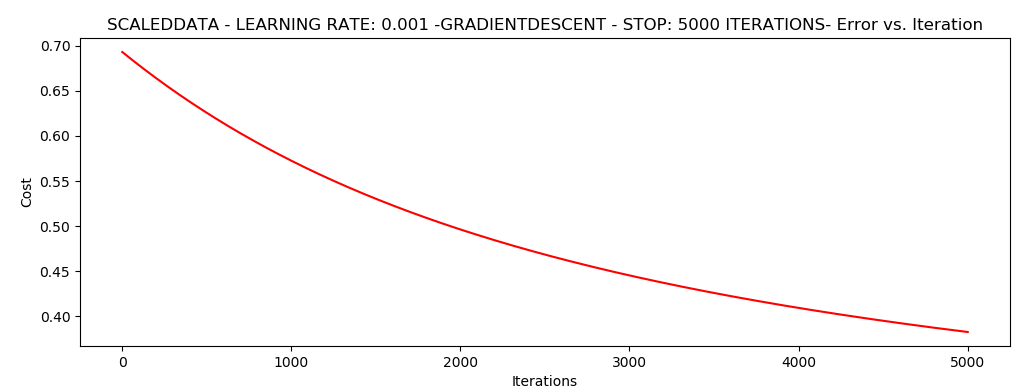 SCALEDDATA - LEARNING RATE: 0.001 -GRADIENTDESCENT - STOP: 5000 ITERATIONS- Error vs. Iteration
0.70
0.65
0.60
0.55
0.50
0.45
0.40
Cost
0 1000 2000 3000 4000 5000
Iterations